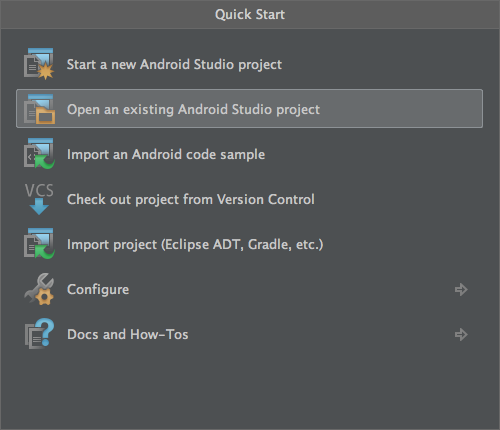 Quick Start
Start a new Android Studio project
Open an existing Android Studio project
Import an Android code sample
VCS
Check out project from Version Control
Import project (Eclipse ADT, Gradle, etc.)
Configure
Docs and How-Tos